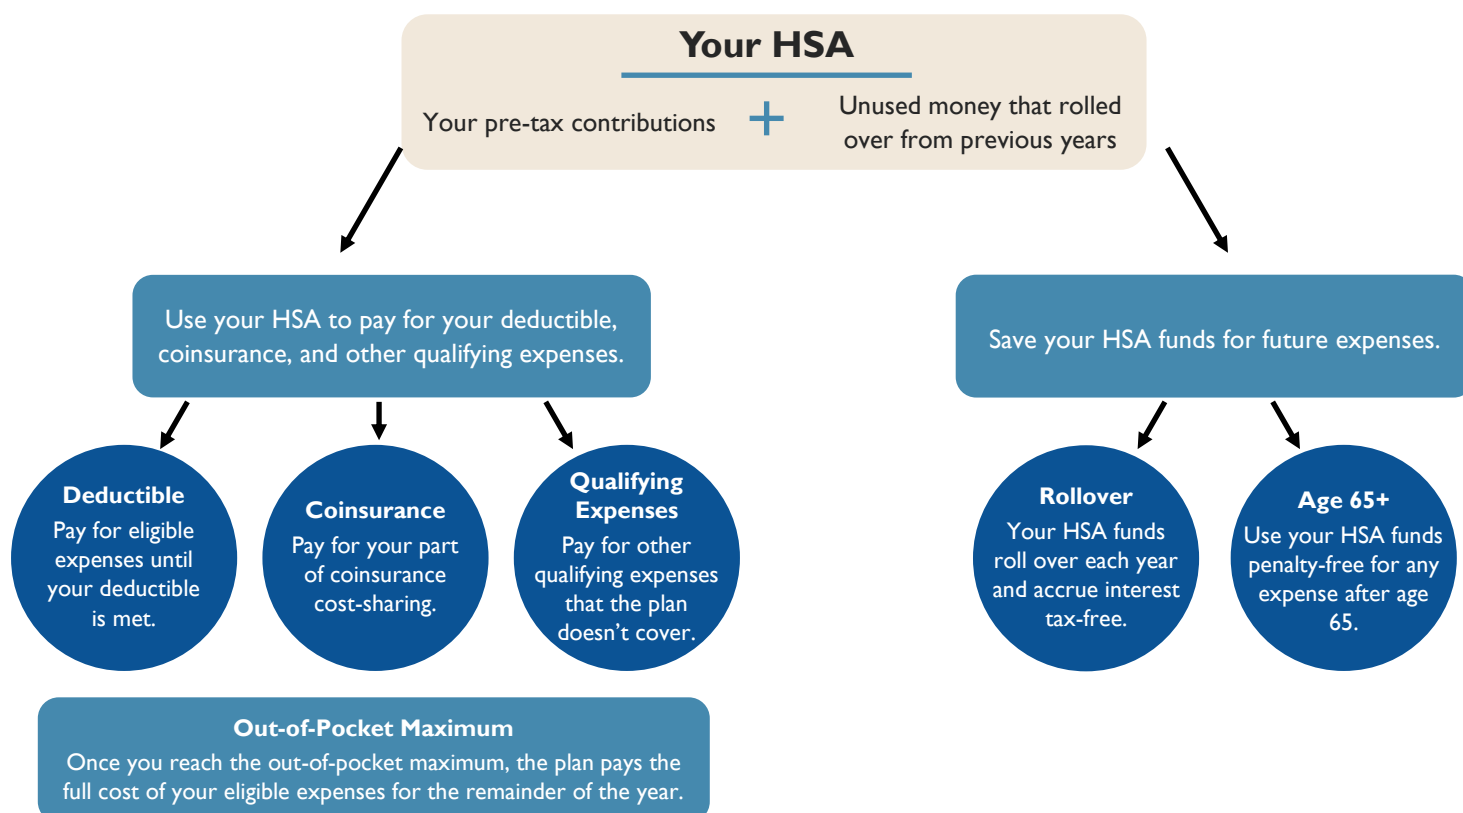 Your HSA
Your pre-tax contributions
+
Unused money that rolled
over from previous years
Use your HSA to pay for your deductible,
coinsurance, and other qualifying expenses.
Save your HSA funds for future expenses.
Deductible
Pay for eligible
expenses until
your deductible
is met.
Coinsurance
Pay for your part
of coinsurance
cost-sharing.
Qualifying
Expenses
Pay for other
qualifying expenses
that the plan
doesn’t cover.
Rollover
Your HSA funds
roll over each year
and accrue interest
tax-free.
Age 65+
Use your HSA funds
penalty-free for any
expense after age
65.
Out-of-Pocket Maximum
Once you reach the out-of-pocket maximum, the plan pays the
full cost of your eligible expenses for the remainder of the year.